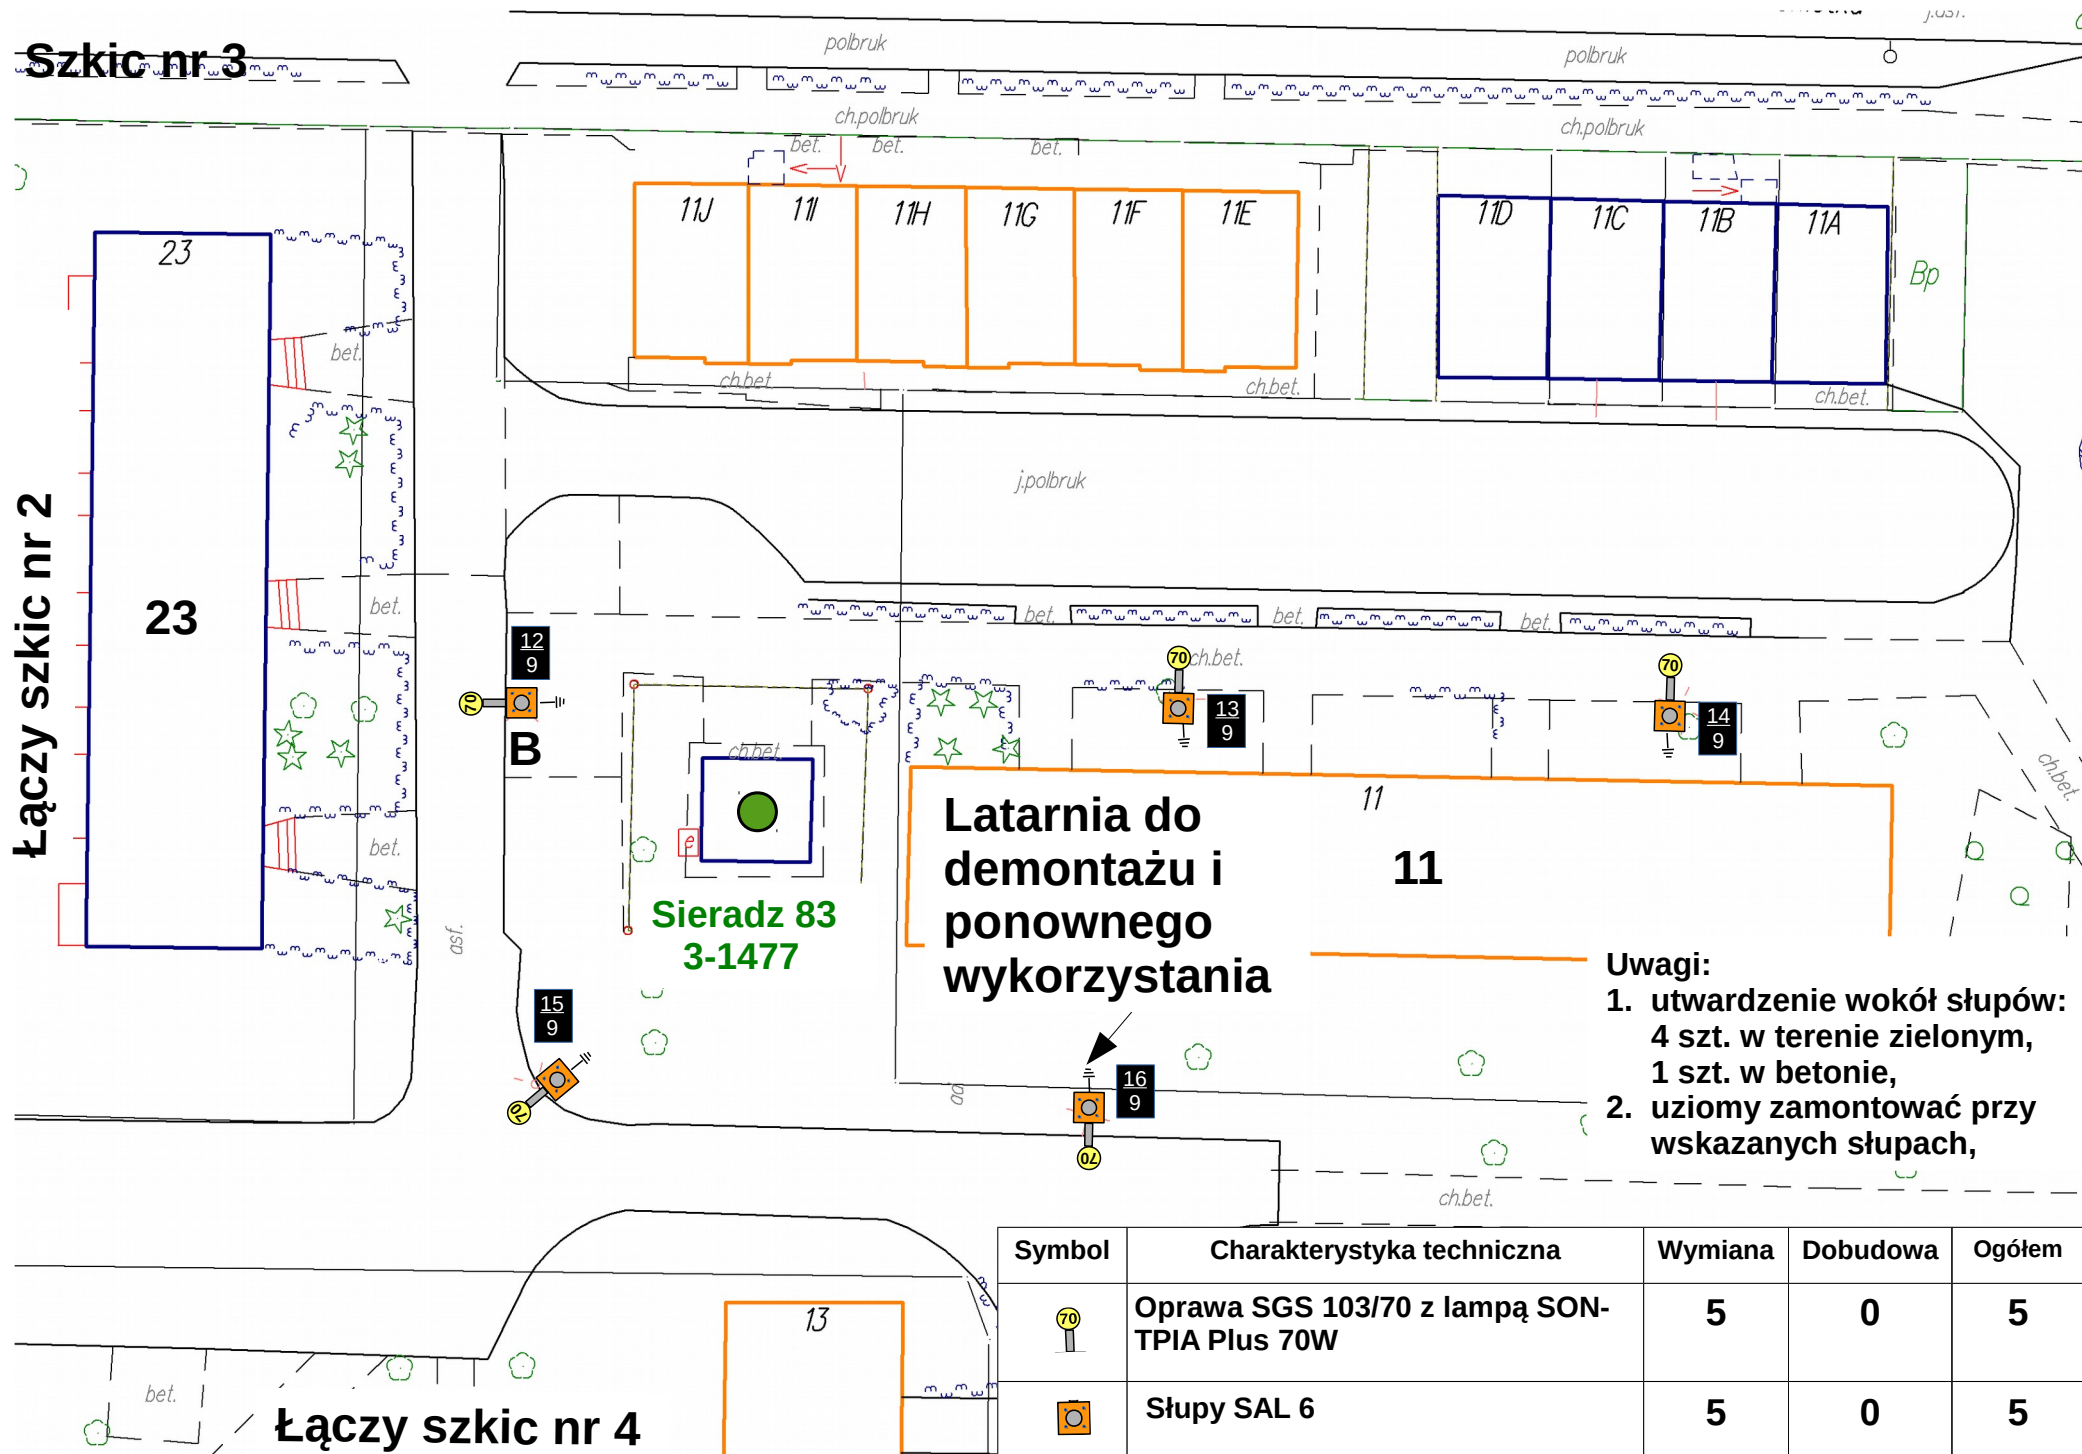 Szkic nr 3
polbruk
polbruk
ch.polbruk
ch.polbruk
bet.
bet.
bet.
11J
11I
11H
11G
11F
11E
11D
11C
11B
11A
Bp
23
bet.
ch.bet.
ch.bet.
ch.bet.
j.polbruk
Łączy szkic nr 2
23
bet.
bet.
bet.
bet.
12
9
70
B
ch.bet.
70
13
9
70
14
9
ch.bet.
ch.bet.
11
11
e
bet.
Sieradz 83
3-1477
asf.
Latarnia do
demontażu i
ponownego
wykorzystania
15
9
70
16
9
70
Uwagi:
1. utwardzenie wokół słupów:
4 szt. w terenie zielonym,
1 szt. w betonie,
2. uziomy zamontować przy
wskazanych słupach,
ch.bet.
13
bet.
Łączy szkic nr 4
Symbol Charakterystyka techniczna Wymiana Dobudowa Ogółem
70 Oprawa SGS 103/70 z lampą SON-
TPIA Plus 70W 5 0 5
Słupy SAL 6 5 0 5